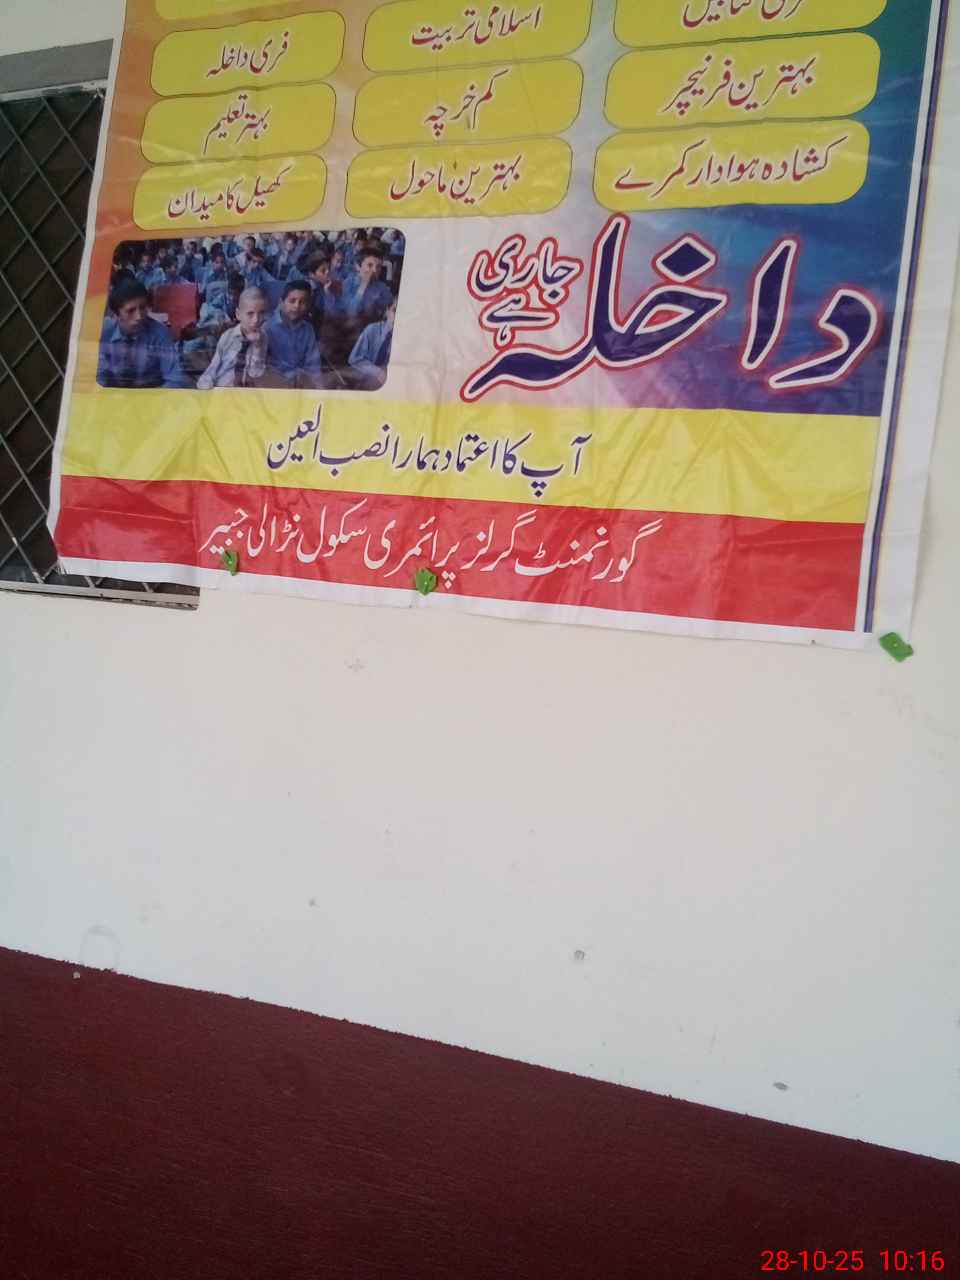 فری کتابیں
اسلامی تربیت
فری داخلہ
بہترین فرنیچر
کم خرچہ
بہتر تعلیم
کشادہ ہوادار کمرے
بہترین ماحول
کھیل کا میدان
داخلہ جاری ہے
آپ کا اعتماد ہمارا نصب العین
گورنمنٹ گرلز پرائمری سکول نڑالی جبیر
28-10-25 10:16